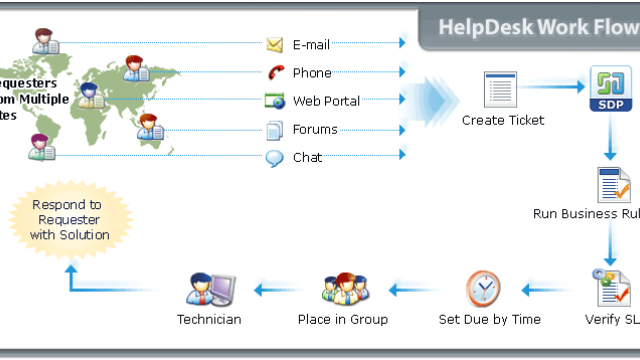 HelpDesk Work Flow
E-mail
Phone
equesters
om Multiple
tes
Web Portal
Forums
Chat
Create Ticket
SDP
Run Business Rul
Respond to
Requester
with Solution
Technician
Place in Group
Set Due by Time
Verify SL